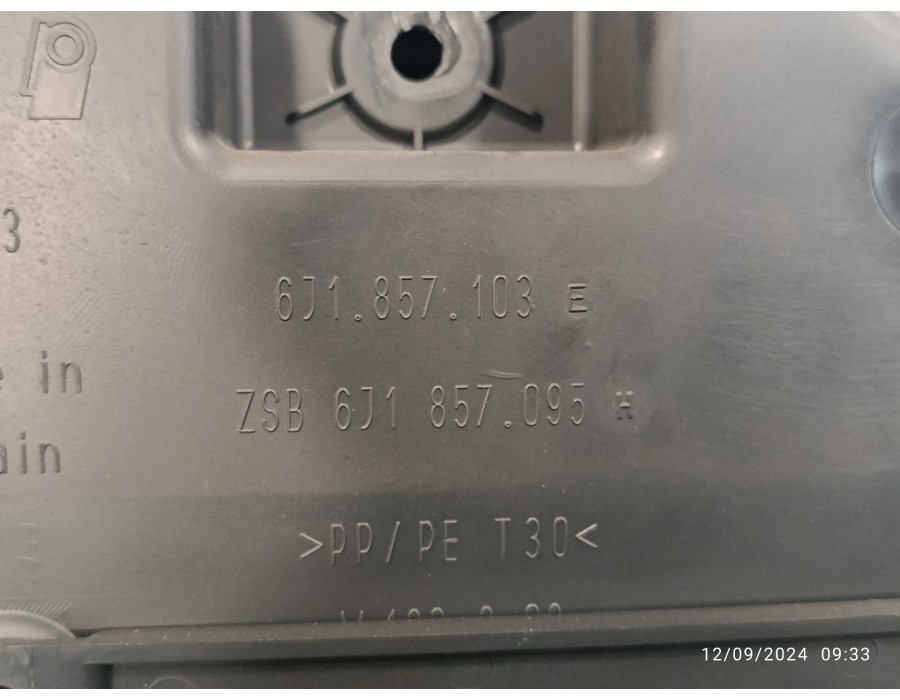 3
6J1.857.103 E
in
ZSB 6J1 857.095 H
ain
>PP/PE T30<
12/09/2024 09:33